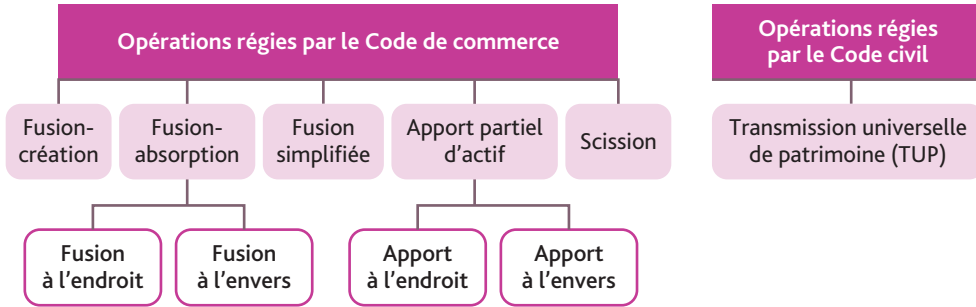 Opérations régies par le Code de commerce
Opérations régies
par le Code civil
Fusion-
création
Fusion-
absorption
Fusion
simplifiée
Apport partiel
d’actif
Scission
Transmission universelle
de patrimoine (TUP)
Fusion
à l’endroit
Fusion
à l’envers
Apport
à l’endroit
Apport
à l’envers